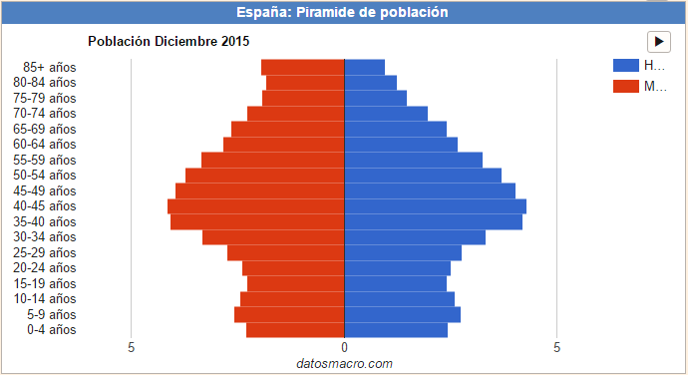 España: Piramide de población
Población Diciembre 2015
H...
M...
85+ años
80-84 años
75-79 años
70-74 años
65-69 años
60-64 años
55-59 años
50-54 años
45-49 años
40-45 años
35-40 años
30-34 años
25-29 años
20-24 años
15-19 años
10-14 años
5-9 años
0-4 años
5 0 5
datosmacro.com